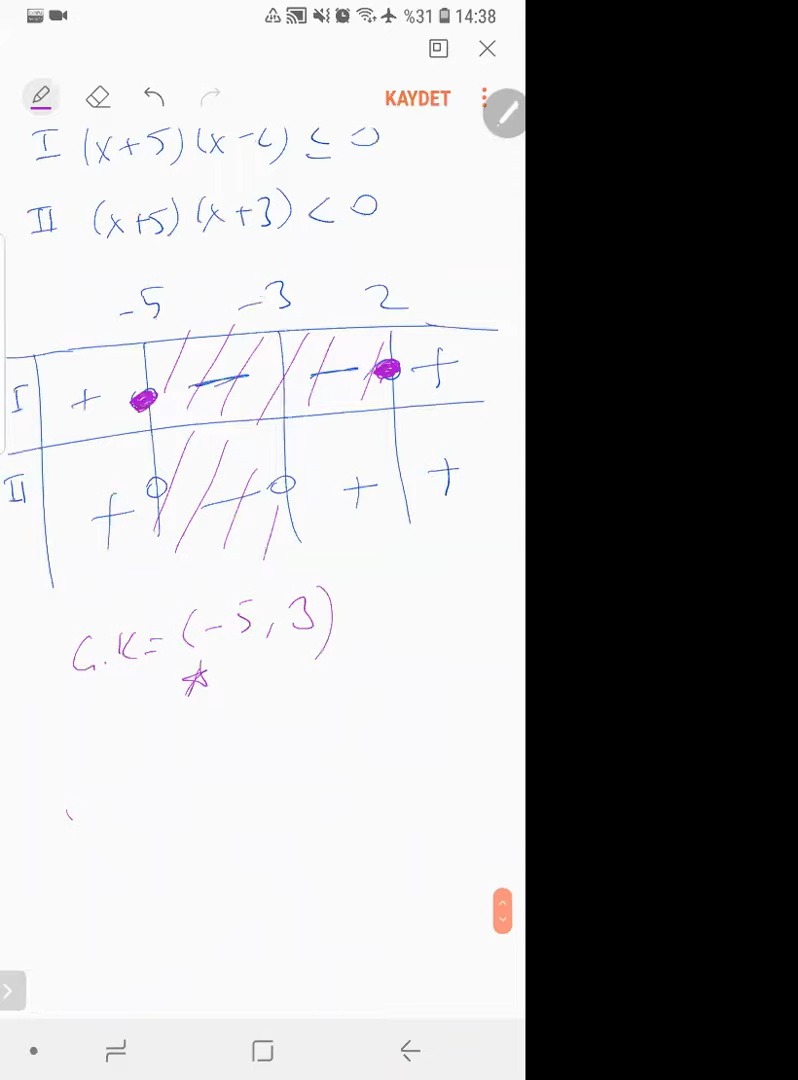 %31 14:38
KAYDET
I (x+5)(x-2) ≤ 0
II (x+5)(x+3) < 0
-5 -3 2
I + - - +
II + - + +
Ç.K = (-5, 3)